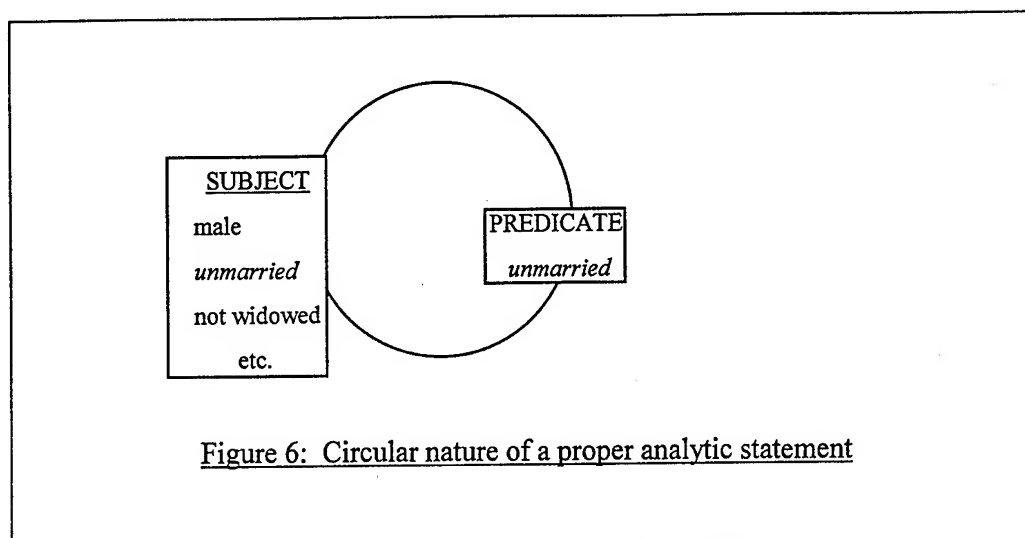 SUBJECT
male
unmarried
not widowed
etc.
PREDICATE
unmarried
Figure 6: Circular nature of a proper analytic statement